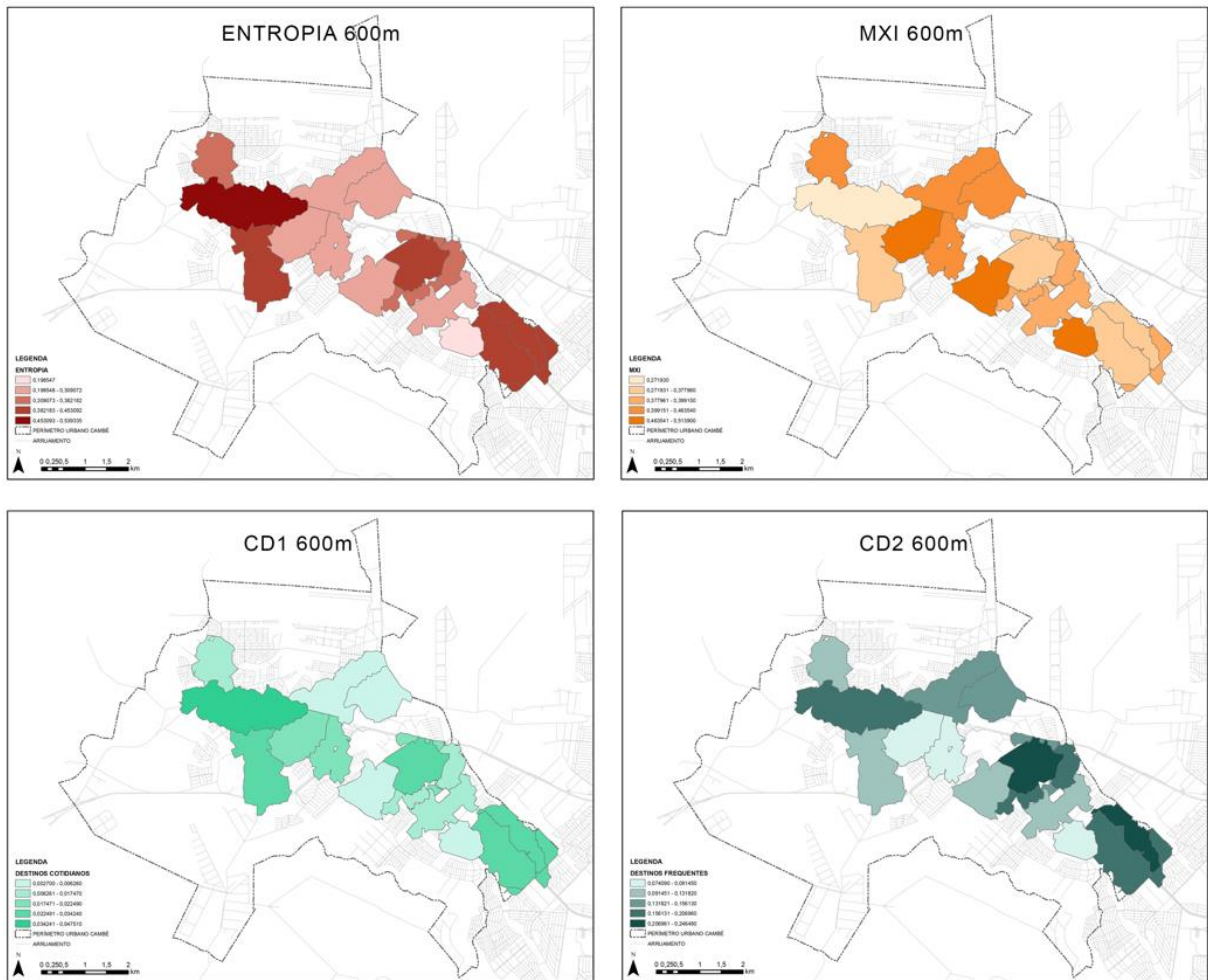 ENTROPIA 600m
LEGENDA
ENTROPIA
0,198547
0,198548 - 0,309072
0,309073 - 0,382182
0,382183 - 0,453092
0,453093 - 0,539335
PERÍMETRO URBANO CAMBÉ
ARRUAMENTO
N
0 0,250,5 1 1,5 2
km
MXI 600m
LEGENDA
MXI
0,271930
0,271931 - 0,377960
0,377961 - 0,399150
0,399151 - 0,463540
0,463541 - 0,513900
PERÍMETRO URBANO CAMBÉ
ARRUAMENTO
N
0 0,250,5 1 1,5 2
km
CD1 600m
LEGENDA
DESTINOS COTIDIANOS
0,002700 - 0,006260
0,006261 - 0,017470
0,017471 - 0,022490
0,022491 - 0,034240
0,034241 - 0,047510
PERÍMETRO URBANO CAMBÉ
ARRUAMENTO
N
0 0,250,5 1 1,5 2
km
CD2 600m
LEGENDA
DESTINOS FREQUENTES
0,074090 - 0,091450
0,091451 - 0,131820
0,131821 - 0,156130
0,156131 - 0,206960
0,206961 - 0,246480
PERÍMETRO URBANO CAMBÉ
ARRUAMENTO
N
0 0,250,5 1 1,5 2
km